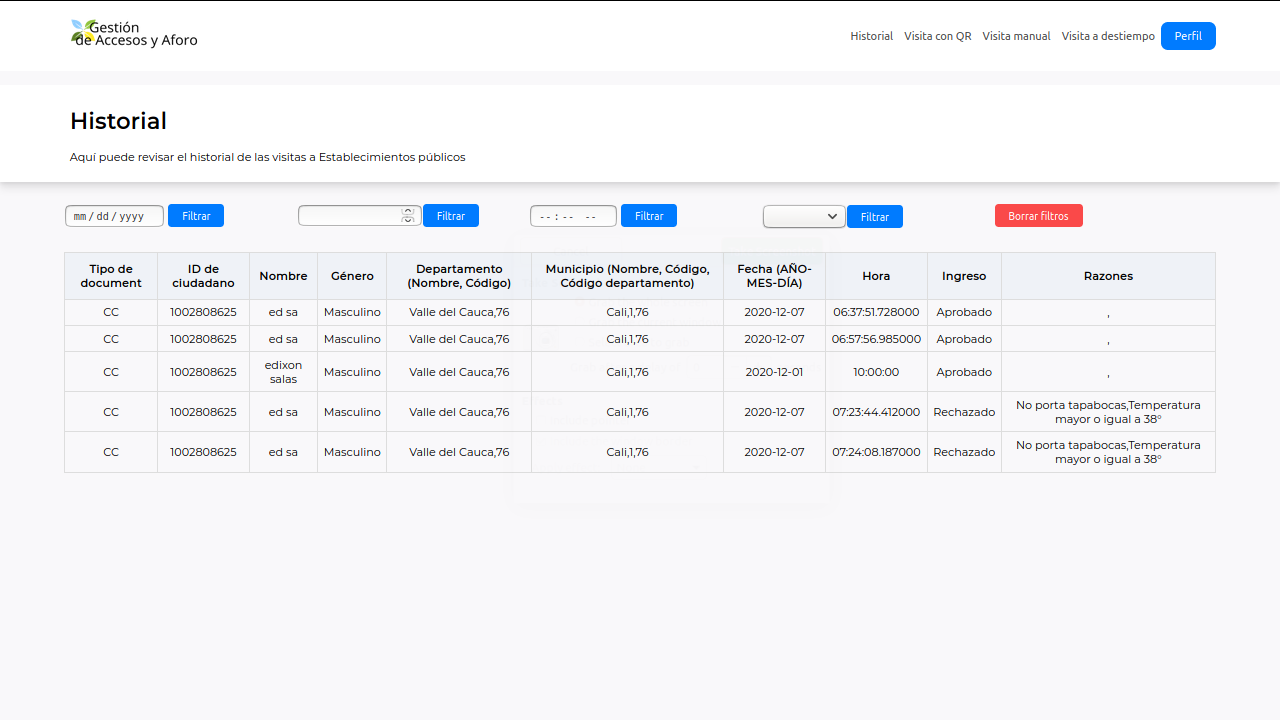 Gestión
de Accesos y Aforo
Historial Visita con QR Visita manual Visita a destiempo Perfil
Historial
Aquí puede revisar el historial de las visitas a Establecimientos públicos
mm/dd/yyyy Filtrar Filtrar --:-- -- Filtrar Filtrar Borrar filtros
Tipo de document ID de ciudadano Nombre Género Departamento (Nombre, Código) Municipio (Nombre, Código, Código departamento) Fecha (AÑO-MES-DÍA) Hora Ingreso Razones
CC 1002808625 ed sa Masculino Valle del Cauca,76 Cali,1,76 2020-12-07 06:37:51.728000 Aprobado ,
CC 1002808625 ed sa Masculino Valle del Cauca,76 Cali,1,76 2020-12-07 06:57:56.985000 Aprobado ,
CC 1002808625 edixon salas Masculino Valle del Cauca,76 Cali,1,76 2020-12-01 10:00:00 Aprobado ,
CC 1002808625 ed sa Masculino Valle del Cauca,76 Cali,1,76 2020-12-07 07:23:44.412000 Rechazado No porta tapabocas,Temperatura mayor o igual a 38°
CC 1002808625 ed sa Masculino Valle del Cauca,76 Cali,1,76 2020-12-07 07:24:08.187000 Rechazado No porta tapabocas,Temperatura mayor o igual a 38°